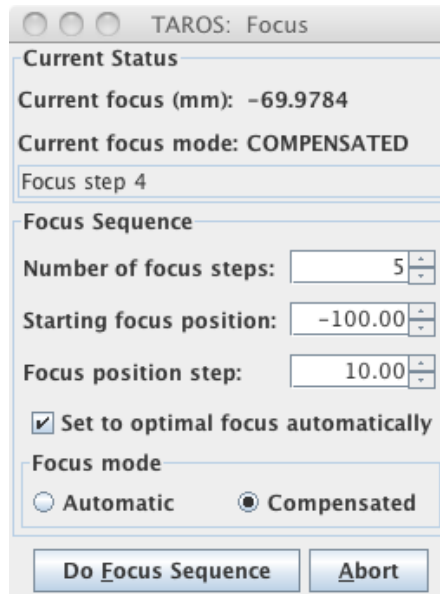 TAROS: Focus
Current Status
Current focus (mm): -69.9784
Current focus mode: COMPENSATED
Focus step 4
Focus Sequence
Number of focus steps: 5
Starting focus position: -100.00
Focus position step: 10.00
Set to optimal focus automatically
Focus mode
Automatic Compensated
Do Focus Sequence Abort